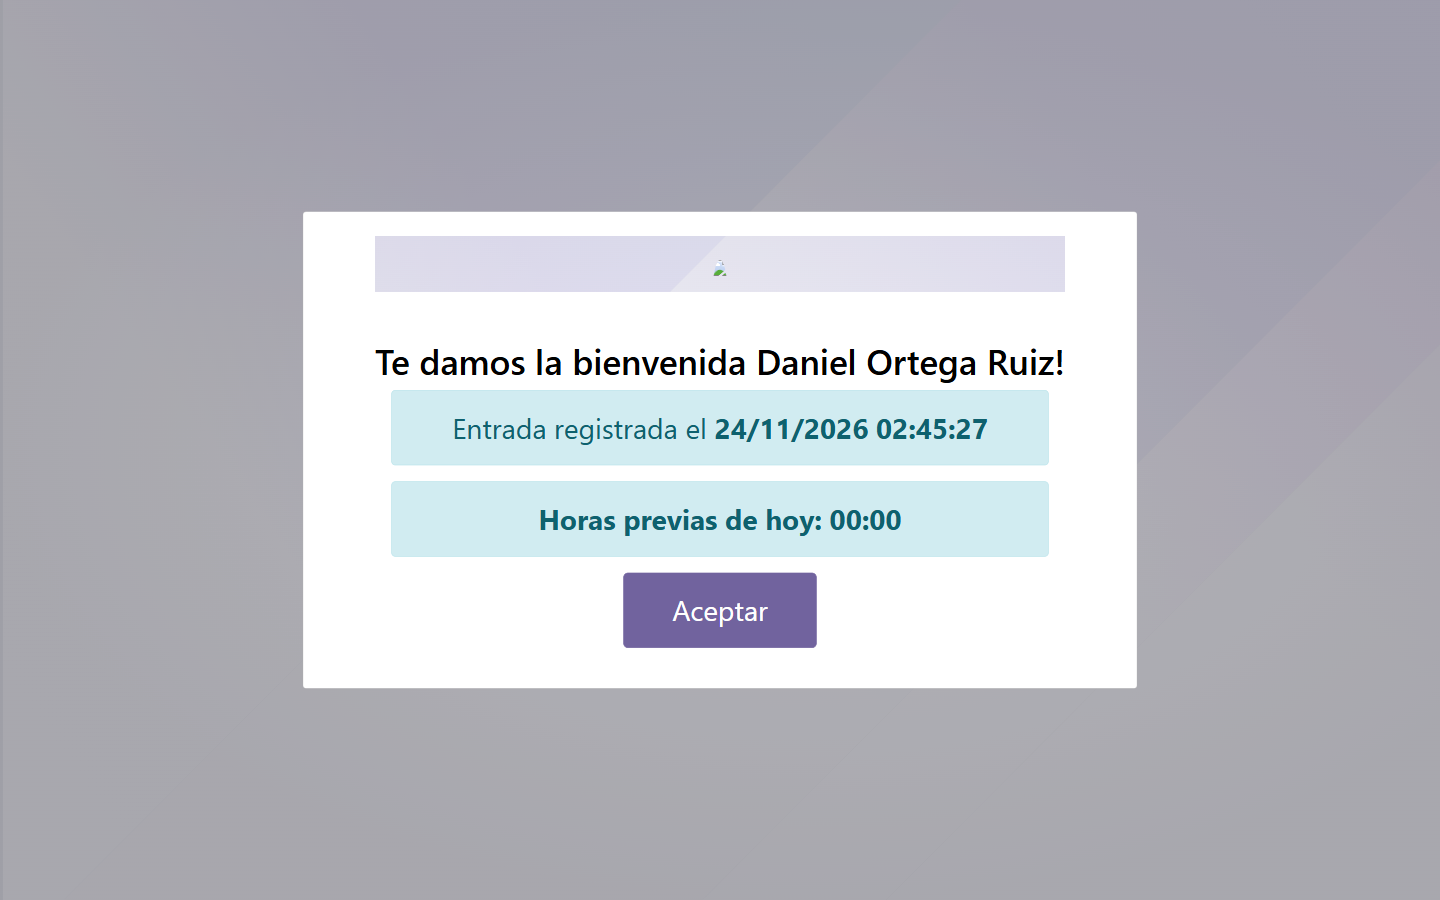 Te damos la bienvenida Daniel Ortega Ruiz!
Entrada registrada el 24/11/2026 02:45:27
Horas previas de hoy: 00:00
Aceptar